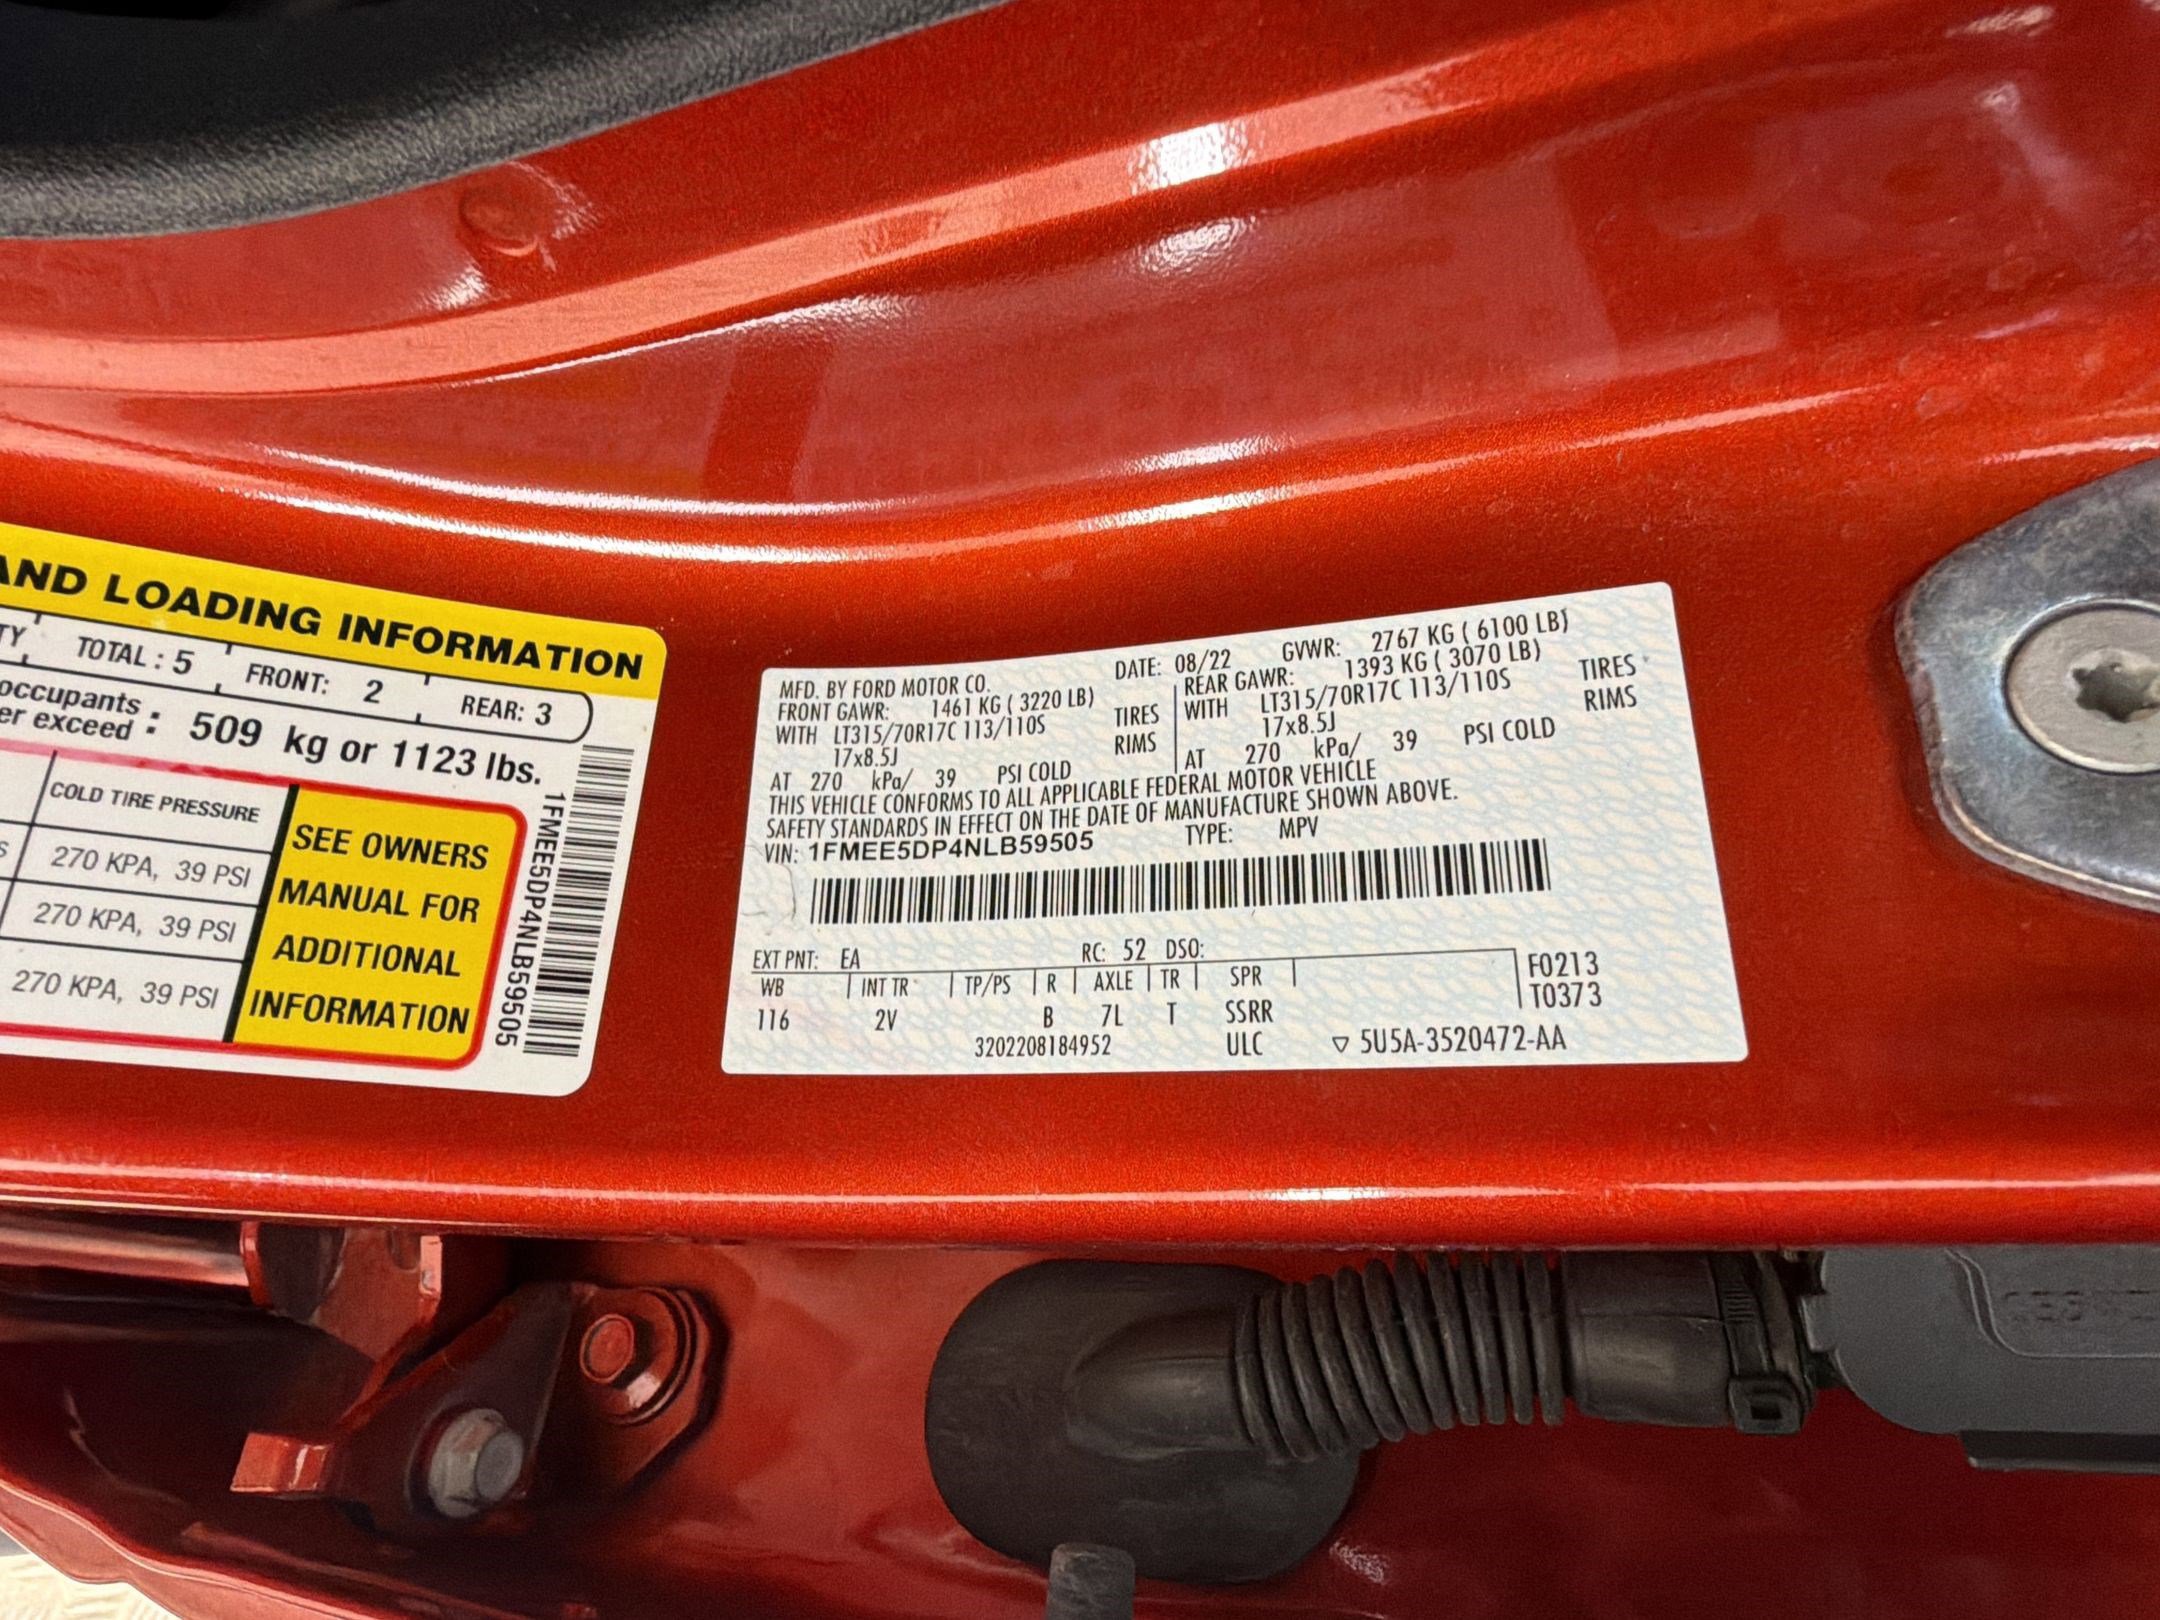 AND LOADING INFORMATION
TY TOTAL : 5 FRONT: 2 REAR: 3
occupants
er exceed : 509 kg or 1123 lbs.
COLD TIRE PRESSURE
270 KPA, 39 PSI
270 KPA, 39 PSI
270 KPA, 39 PSI
SEE OWNERS
MANUAL FOR
ADDITIONAL
INFORMATION
1FMEE5DP4NLB59505
MFD. BY FORD MOTOR CO. DATE: 08/22 GVWR: 2767 KG ( 6100 LB)
FRONT GAWR: 1461 KG ( 3220 LB) REAR GAWR: 1393 KG ( 3070 LB)
WITH LT315/70R17C 113/110S TIRES WITH LT315/70R17C 113/110S TIRES
17x8.5J RIMS 17x8.5J RIMS
AT 270 kPa/ 39 PSI COLD AT 270 kPa/ 39 PSI COLD
THIS VEHICLE CONFORMS TO ALL APPLICABLE FEDERAL MOTOR VEHICLE
SAFETY STANDARDS IN EFFECT ON THE DATE OF MANUFACTURE SHOWN ABOVE.
VIN: 1FMEE5DP4NLB59505 TYPE: MPV
EXT PNT: EA RC: 52 DSO:
WB INT TR TP/PS R AXLE TR SPR F0213
116 2V B 7L T SSRR T0373
3202208184952 ULC ▽ 5U5A-3520472-AA